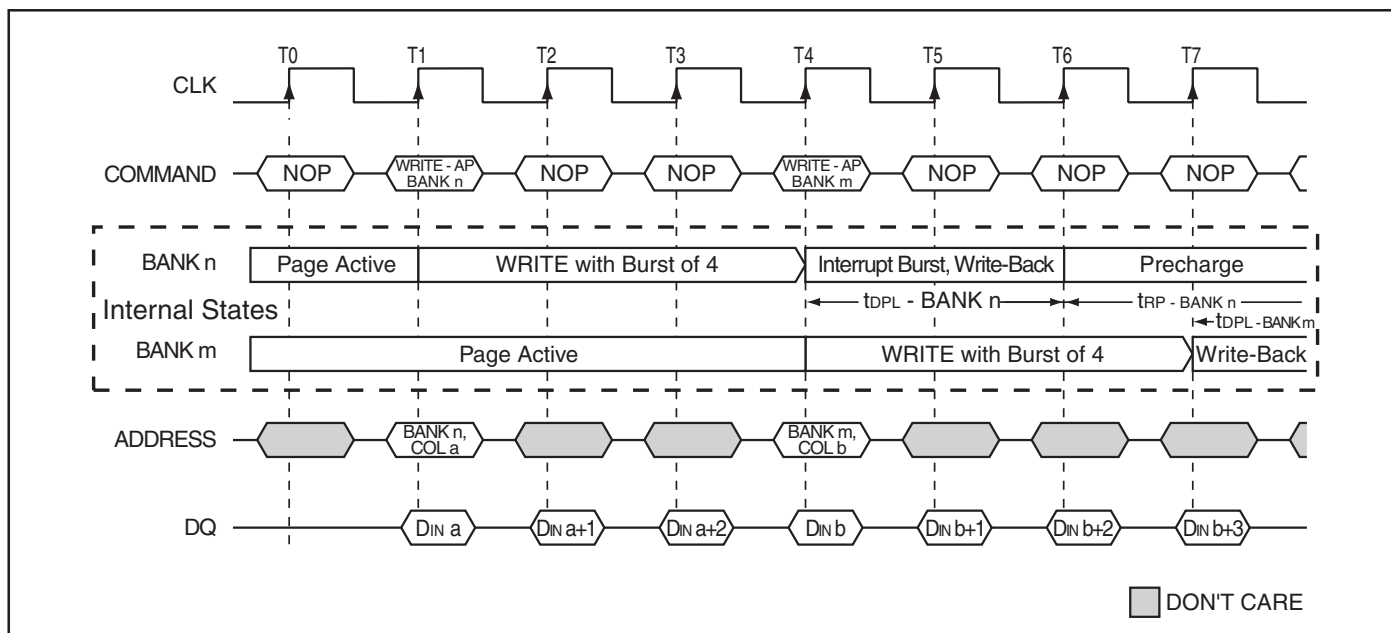 T0 T1 T2 T3 T4 T5 T6 T7
CLK
COMMAND NOP WRITE - AP BANK n NOP NOP WRITE - AP BANK m NOP NOP NOP
BANK n Page Active WRITE with Burst of 4 Interrupt Burst, Write-Back Precharge
tDPL - BANK n tRP - BANK n
Internal States
tDPL - BANK m
BANK m Page Active WRITE with Burst of 4 Write-Back
ADDRESS BANK n, COL a BANK m, COL b
DQ DIN a DIN a+1 DIN a+2 DIN b DIN b+1 DIN b+2 DIN b+3
DON'T CARE